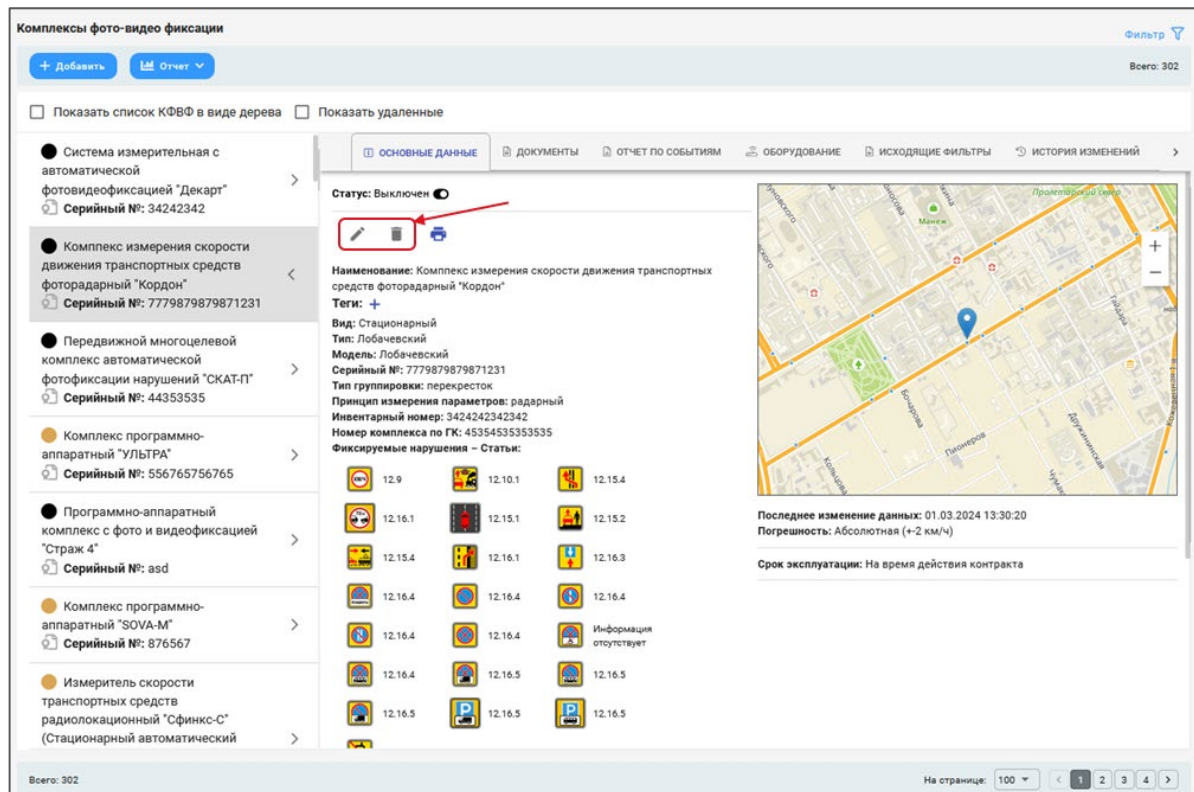 Комплексы фото-видео фиксации
Фильтр
+ Добавить
Отчет
Всего: 302
Показать список КФВФ в виде дерева
Показать удаленные
Система измерительная с
автоматической
фотовидеофиксацией "Декарт"
Серийный №: 34242342
Комплекс измерения скорости
движения транспортных средств
фоторадарный "Кордон"
Серийный №: 7779879879871231
Передвижной многоцелевой
комплекс автоматической
фотофиксации нарушений "СКАТ-П"
Серийный №: 44353535
Комплекс программно-
аппаратный "УЛЬТРА"
Серийный №: 556765756765
Программно-аппаратный
комплекс с фото и видеофиксацией
"Страж 4"
Серийный №: asd
Комплекс программно-
аппаратный "SOVA-M"
Серийный №: 876567
Измеритель скорости
транспортных средств
радиолокационный "Сфинкс-С"
(Стационарный автоматический
ОСНОВНЫЕ ДАННЫЕ
ДОКУМЕНТЫ
ОТЧЕТ ПО СОБЫТИЯМ
ОБОРУДОВАНИЕ
ИСХОДЯЩИЕ ФИЛЬТРЫ
ИСТОРИЯ ИЗМЕНЕНИЙ
Статус: Выключен
Наименование: Комплекс измерения скорости движения транспортных
средств фоторадарный "Кордон"
Теги: +
Вид: Стационарный
Тип: Лобачевский
Модель: Лобачевский
Серийный №: 7779879879871231
Тип группировки: перекресток
Принцип измерения параметров: радарный
Инвентарный номер: 3424242342342
Номер комплекса по ГК: 45354535353535
Фиксируемые нарушения – Статьи:
12.9
12.10.1
12.15.4
12.16.1
12.15.1
12.15.2
12.15.4
12.16.1
12.16.3
12.16.4
12.16.4
12.16.4
12.16.4
12.16.4
Информация
отсутствует
12.16.4
12.16.5
12.16.5
12.16.5
12.16.5
12.16.5
Пролетарский сквер
Манеж
Гайдара
Бочарова
Пионеров
Кольцова
Дружининская
+
−
Последнее изменение данных: 01.03.2024 13:30:20
Погрешность: Абсолютная (+-2 км/ч)
Срок эксплуатации: На время действия контракта
Всего: 302
На странице: 100
1 2 3 4